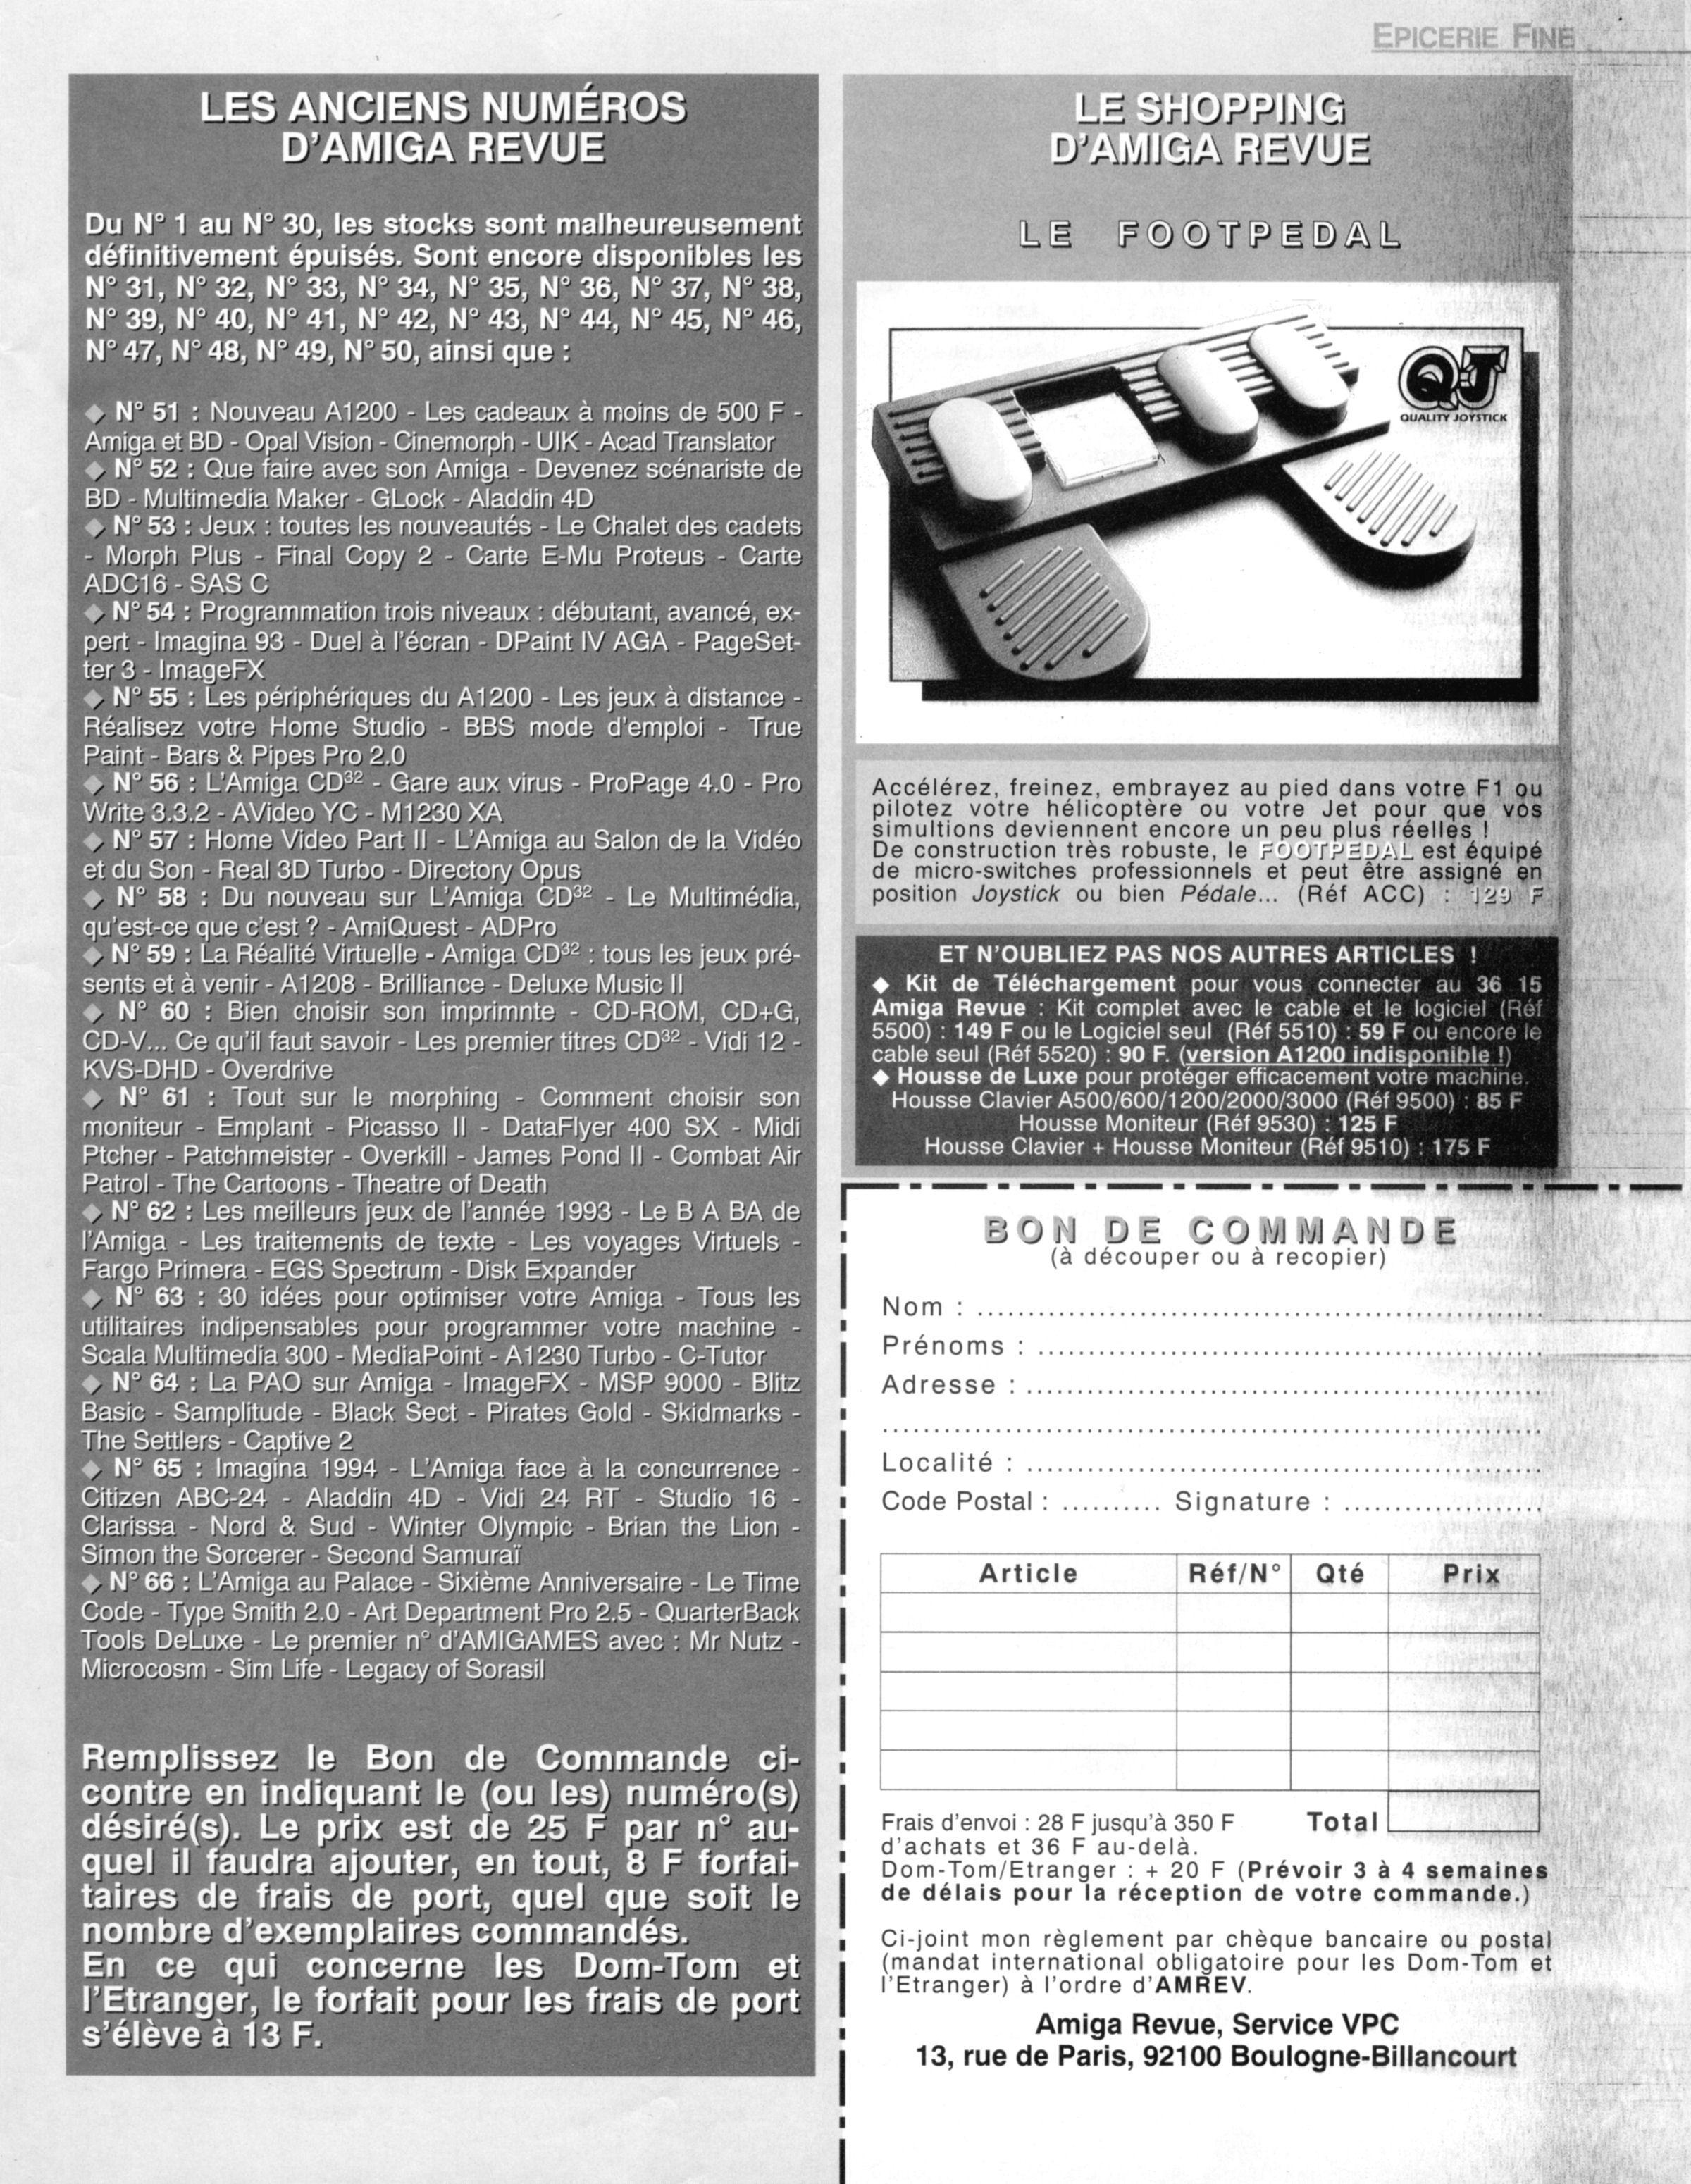 EPICERIE FINE
LES ANCIENS NUMÉROS
D'AMIGA REVUE
Du N° 1 au N° 30, les stocks sont malheureusement
définitivement épuisés. Sont encore disponibles les
N° 31, N° 32, N° 33, N° 34, N° 35, N° 36, N° 37, N° 38,
N° 39, N° 40, N° 41, N° 42, N° 43, N° 44, N° 45, N° 46,
N° 47, N° 48, N° 49, N° 50, ainsi que :
◆ N° 51 : Nouveau A1200 - Les cadeaux à moins de 500 F -
Amiga et BD - Opal Vision - Cinemorph - UIK - Acad Translator
◆ N° 52 : Que faire avec son Amiga - Devenez scénariste de
BD - Multimedia Maker - GLock - Aladdin 4D
◆ N° 53 : Jeux : toutes les nouveautés - Le Chalet des cadets
- Morph Plus - Final Copy 2 - Carte E-Mu Proteus - Carte
ADC16 - SAS C
◆ N° 54 : Programmation trois niveaux : débutant, avancé, ex-
pert - Imagina 93 - Duel à l'écran - DPaint IV AGA - PageSet-
ter 3 - ImageFX
◆ N° 55 : Les périphériques du A1200 - Les jeux à distance -
Réalisez votre Home Studio - BBS mode d'emploi - True
Paint - Bars & Pipes Pro 2.0
◆ N° 56 : L'Amiga CD32 - Gare aux virus - ProPage 4.0 - Pro
Write 3.3.2 - AVideo YC - M1230 XA
◆ N° 57 : Home Video Part II - L'Amiga au Salon de la Vidéo
et du Son - Real 3D Turbo - Directory Opus
◆ N° 58 : Du nouveau sur L'Amiga CD32 - Le Multimédia,
qu'est-ce que c'est ? - AmiQuest - ADPro
◆ N° 59 : La Réalité Virtuelle - Amiga CD32 : tous les jeux pré-
sents et à venir - A1208 - Brilliance - Deluxe Music II
◆ N° 60 : Bien choisir son imprimnte - CD-ROM, CD+G,
CD-V... Ce qu'il faut savoir - Les premier titres CD32 - Vidi 12 -
KVS-DHD - Overdrive
◆ N° 61 : Tout sur le morphing - Comment choisir son
moniteur - Emplant - Picasso II - DataFlyer 400 SX - Midi
Ptcher - Patchmeister - Overkill - James Pond II - Combat Air
Patrol - The Cartoons - Theatre of Death
◆ N° 62 : Les meilleurs jeux de l'année 1993 - Le B A BA de
l'Amiga - Les traitements de texte - Les voyages Virtuels -
Fargo Primera - EGS Spectrum - Disk Expander
◆ N° 63 : 30 idées pour optimiser votre Amiga - Tous les
utilitaires indipensables pour programmer votre machine -
Scala Multimedia 300 - MediaPoint - A1230 Turbo - C-Tutor
◆ N° 64 : La PAO sur Amiga - ImageFX - MSP 9000 - Blitz
Basic - Samplitude - Black Sect - Pirates Gold - Skidmarks -
The Settlers - Captive 2
◆ N° 65 : Imagina 1994 - L'Amiga face à la concurrence -
Citizen ABC-24 - Aladdin 4D - Vidi 24 RT - Studio 16 -
Clarissa - Nord & Sud - Winter Olympic - Brian the Lion -
Simon the Sorcerer - Second Samuraï
◆ N° 66 : L'Amiga au Palace - Sixième Anniversaire - Le Time
Code - Type Smith 2.0 - Art Department Pro 2.5 - QuarterBack
Tools DeLuxe - Le premier n° d'AMIGAMES avec : Mr Nutz -
Microcosm - Sim Life - Legacy of Sorasil
Remplissez le Bon de Commande ci-
contre en indiquant le (ou les) numéro(s)
désiré(s). Le prix est de 25 F par n° au-
quel il faudra ajouter, en tout, 8 F forfai-
taires de frais de port, quel que soit le
nombre d'exemplaires commandés.
En ce qui concerne les Dom-Tom et
l'Etranger, le forfait pour les frais de port
s'élève à 13 F.
LE SHOPPING
D'AMIGA REVUE
LE FOOTPEDAL
QJ
QUALITY JOYSTICK
Accélérez, freinez, embrayez au pied dans votre F1 ou
pilotez votre hélicoptère ou votre Jet pour que vos
simultions deviennent encore un peu plus réelles !
De construction très robuste, le FOOTPEDAL est équipé
de micro-switches professionnels et peut être assigné en
position Joystick ou bien Pédale... (Réf ACC) : 129 F
ET N'OUBLIEZ PAS NOS AUTRES ARTICLES !
◆ Kit de Téléchargement pour vous connecter au 36 15
Amiga Revue : Kit complet avec le cable et le logiciel (Réf
5500) : 149 F ou le Logiciel seul (Réf 5510) : 59 F ou encore le
cable seul (Réf 5520) : 90 F. (version A1200 indisponible !)
◆ Housse de Luxe pour protéger efficacement votre machine.
Housse Clavier A500/600/1200/2000/3000 (Réf 9500) : 85 F
Housse Moniteur (Réf 9530) : 125 F
Housse Clavier + Housse Moniteur (Réf 9510) : 175 F
BON DE COMMANDE
(à découper ou à recopier)
Nom : ........................................................
Prénoms : ..................................................
Adresse : ...................................................
..................................................................
Localité : ...................................................
Code Postal : .......... Signature : ....................
Article Réf/N° Qté Prix
Frais d'envoi : 28 F jusqu'à 350 F Total
d'achats et 36 F au-delà.
Dom-Tom/Etranger : + 20 F (Prévoir 3 à 4 semaines
de délais pour la réception de votre commande.)
Ci-joint mon règlement par chèque bancaire ou postal
(mandat international obligatoire pour les Dom-Tom et
l'Etranger) à l'ordre d'AMREV.
Amiga Revue, Service VPC
13, rue de Paris, 92100 Boulogne-Billancourt